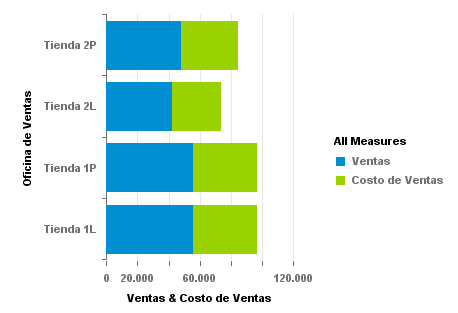 Tienda 2P
Tienda 2L
Tienda 1P
Tienda 1L
Oficina de Ventas
0 20.000 60.000 120.000
Ventas & Costo de Ventas
All Measures
Ventas
Costo de Ventas